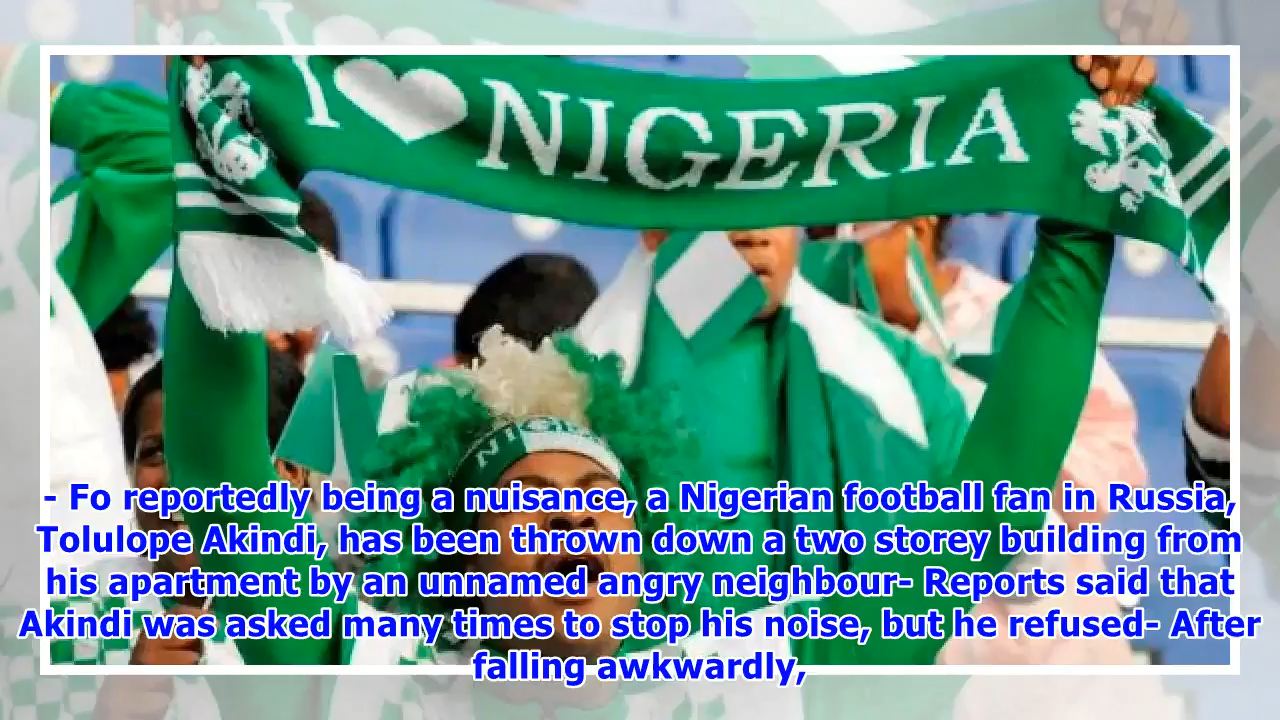 I NIGERIA
NIGE
- Fo reportedly being a nuisance, a Nigerian football fan in Russia,
Tolulope Akindi, has been thrown down a two storey building from
his apartment by an unnamed angry neighbour- Reports said that
Akindi was asked many times to stop his noise, but he refused- After
falling awkwardly,